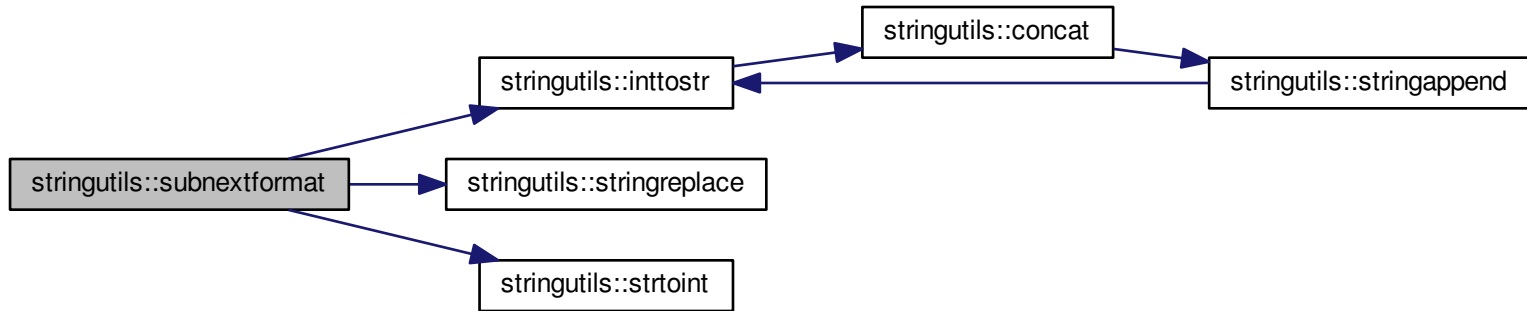 stringutils::concat
stringutils::inttostr
stringutils::stringappend
stringutils::subnextformat
stringutils::stringreplace
stringutils::strtoint